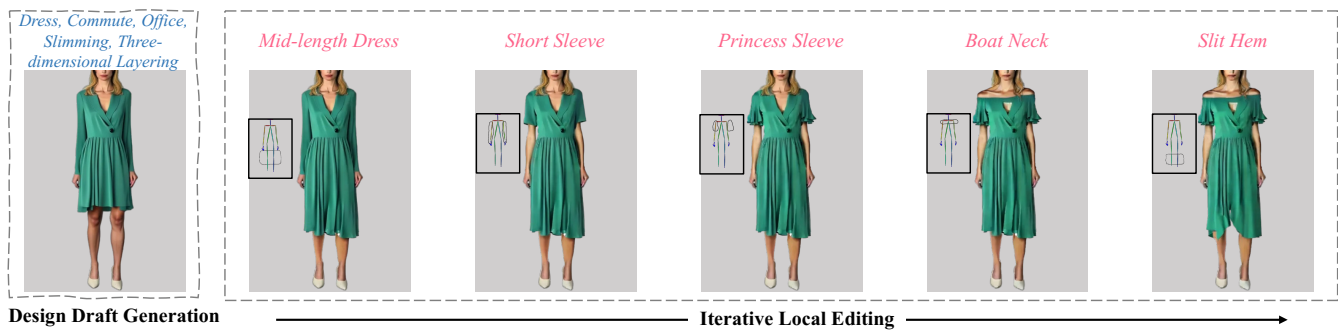 Dress, Commute, Office,
Slimming, Three-
dimensional Layering
Mid-length Dress
Short Sleeve
Princess Sleeve
Boat Neck
Slit Hem
Design Draft Generation
Iterative Local Editing